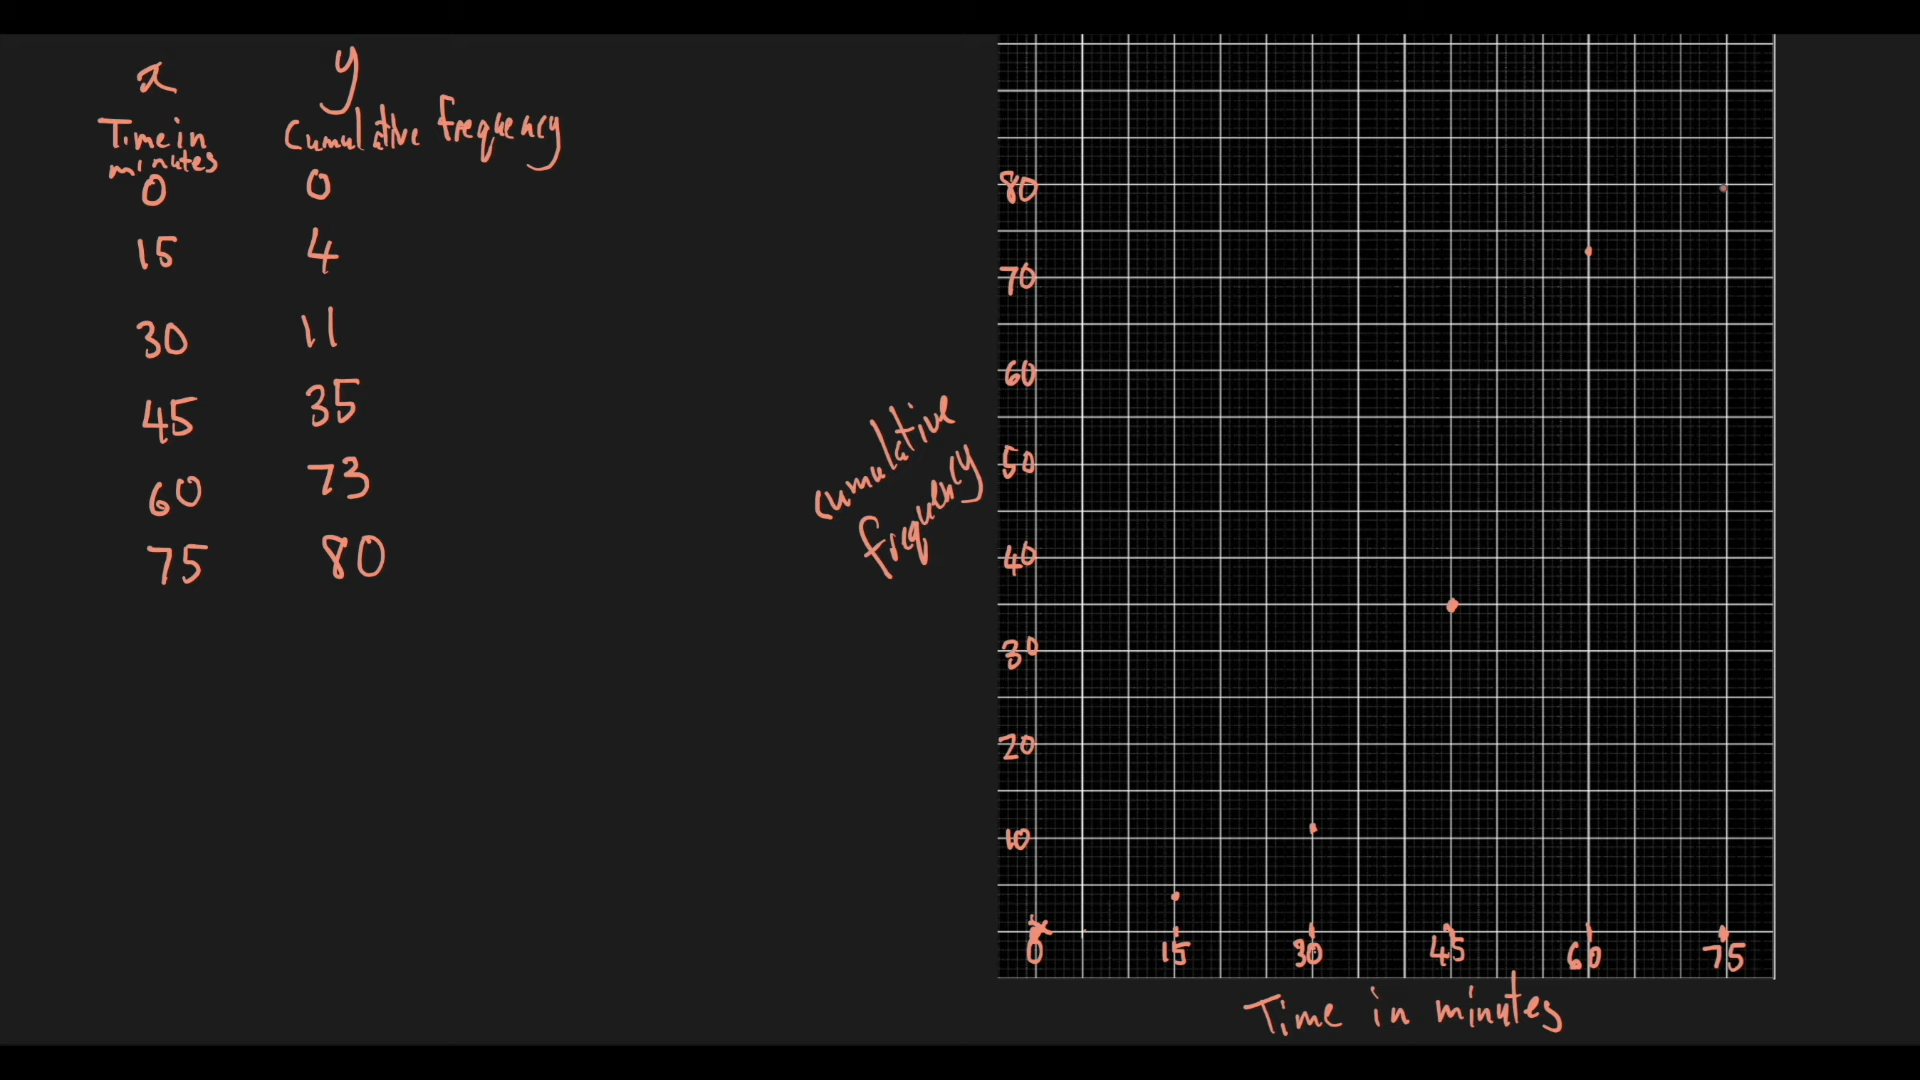 x y
Time in Cumulative frequency
minutes
0 0
15 4
30 11
45 35
60 73
75 80
cumulative
frequency
80
70
60
50
40
30
20
10
0 15 30 45 60 75
Time in minutes